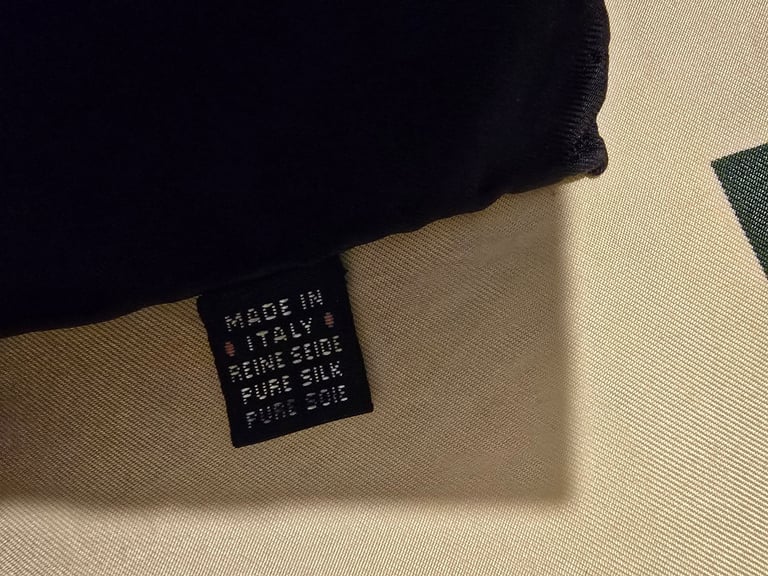 MADE IN
ITALY
REINE SEIDE
PURE SILK
PURE SOIE